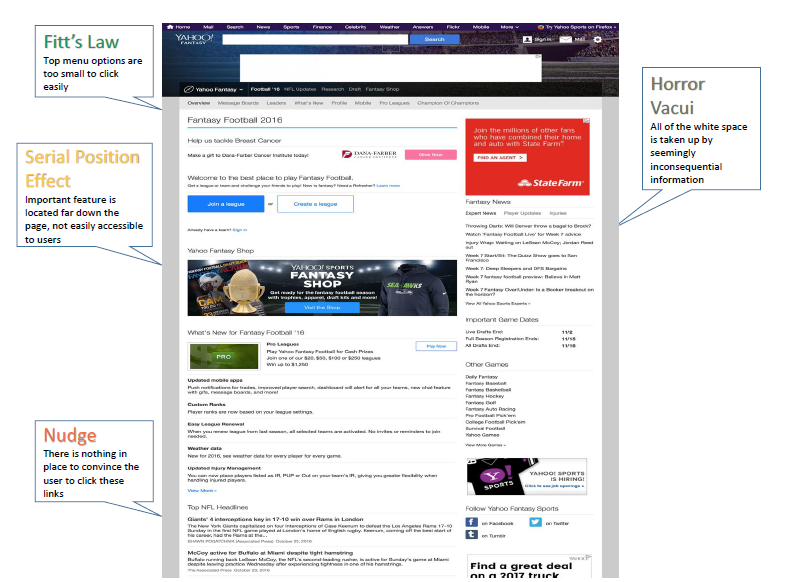 Fitt's Law
Top menu options are
too small to click
easily
Serial Position
Effect
Important feature is
located far down the
page, not easily accessible
to users
Nudge
There is nothing in
place to convince the
user to click these
links
Horror
Vacui
All of the white space
is taken up by
seemingly
inconsequential
information
Home Mail Search News Sports Finance Celebrity Weather Answers Flickr Mobile More Try Yahoo Sports on Firefox »
YAHOO!
FANTASY
Search
Sign in Mail
Yahoo Fantasy Football '16 NFL Updates Research Draft Fantasy Shop
Overview Message Boards Leaders What's New Profile Mobile Pro Leagues Champion Of Champions
Fantasy Football 2016
Help us tackle Breast Cancer
Make a gift to Dana-Farber Cancer Institute today!
DANA-FARBER
CANCER INSTITUTE
Give Now
Welcome to the best place to play Fantasy Football.
Get a league or team and challenge your friends to play! New to fantasy? Need a Refresher? Learn more
Join a league or Create a league
Already have a team? Sign in
Yahoo Fantasy Shop
YAHOO! SPORTS
FANTASY
SHOP
Get ready for the fantasy football season
with trophies, apparel, draft kits and more!
Visit the Shop
What's New for Fantasy Football '16
PRO
Pro Leagues
Play Yahoo Fantasy Football for Cash Prizes
Join one of our $20, $50, $100 or $250 leagues
Win up to $1,250
Play Now
Updated mobile apps
Push notifications for trades, improved player search, dashboard will alert for all your teams, new chat feature
with gifs, message boards, and more!
Custom Ranks
Player ranks are now based on your league settings.
Easy League Renewal
When you renew league from last season, all selected teams are activated. No invites or reminders to join
needed.
Weather data
New for 2016, see weather data for every player for every game.
Updated Injury Management
You can now place players listed as IR, PUP or Out on your team's IR, giving you greater flexibility when
handling injured players.
View More »
Top NFL Headlines
Giants' 4 interceptions key in 17-10 win over Rams in London
The New York Giants capitalized on four interceptions of Case Keenum to defeat the Los Angeles Rams 17-10
Sunday in the first NFL game played at London's home of English rugby. Keenum, coming off the best start of
his career, had the Rams at the...
SHAWN POGATCHNIK (Associated Press) October 23, 2016
McCoy active for Buffalo at Miami despite tight hamstring
Buffalo running back LeSean McCoy, the NFL's second-leading rusher, is active for Sunday's game at Miami
despite leaving practice Wednesday after experiencing tightness in one of his hamstrings.
The Associated Press October 23, 2016
Join the millions of other fans
who have combined their home
and auto with State Farm.®
FIND AN AGENT >
StateFarm
Fantasy News
Expert News Player Updates Injuries
Throwing Darts: Will Denver throw a bagel to Brock?
Watch 'Fantasy Football Live' for Week 7 advice
Injury Wrap: Waiting on LeSean McCoy; Jordan Reed
out
Week 7 Start/Sit: The Quizz Show goes to San
Francisco
Week 7: Deep Sleepers and DFS Bargains
Week 7 fantasy football preview: Believe in Matt
Ryan
Week 7 Fantasy Over/Under: Is a Booker breakout on
the horizon?
View All Yahoo Sports Experts »
Important Game Dates
Live Drafts End: 11/2
Full Season Registration Ends: 11/15
All Drafts End: 11/16
Other Games
Daily Fantasy
Fantasy Baseball
Fantasy Basketball
Fantasy Hockey
Fantasy Golf
Fantasy Auto Racing
Pro Football Pick'em
College Football Pick'em
Survival Football
Yahoo Games
View More Games »
Y!
SPORTS
YAHOO! SPORTS
IS HIRING!
Click to see job openings »
Follow Yahoo Fantasy Sports
on Facebook on Twitter
on Tumblr
Find a great deal
on a 2017 truck